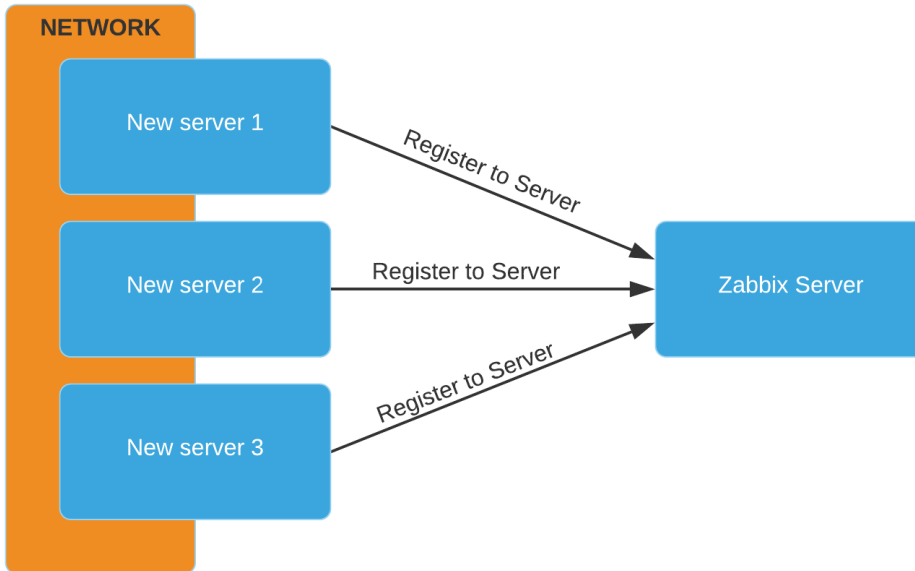 NETWORK
New server 1
Register to Server
New server 2
Register to Server
Zabbix Server
New server 3
Register to Server